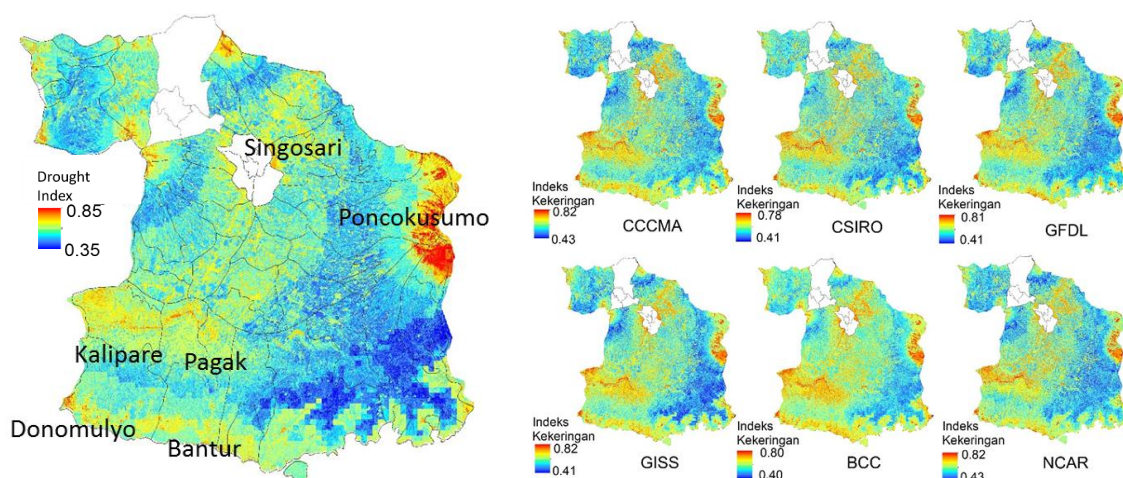 Singosari
Drought
Index
0.85
0.35
Poncokusumo
Kalipare
Pagak
Donomulyo
Bantur
Indeks
Kekeringan
0.82
0.43
CCCMA
Indeks
Kekeringan
0.78
0.41
CSIRO
Indeks
Kekeringan
0.81
0.41
GFDL
Indeks
Kekeringan
0.82
0.41
GISS
Indeks
Kekeringan
0.80
0.40
BCC
Indeks
Kekeringan
0.82
0.43
NCAR